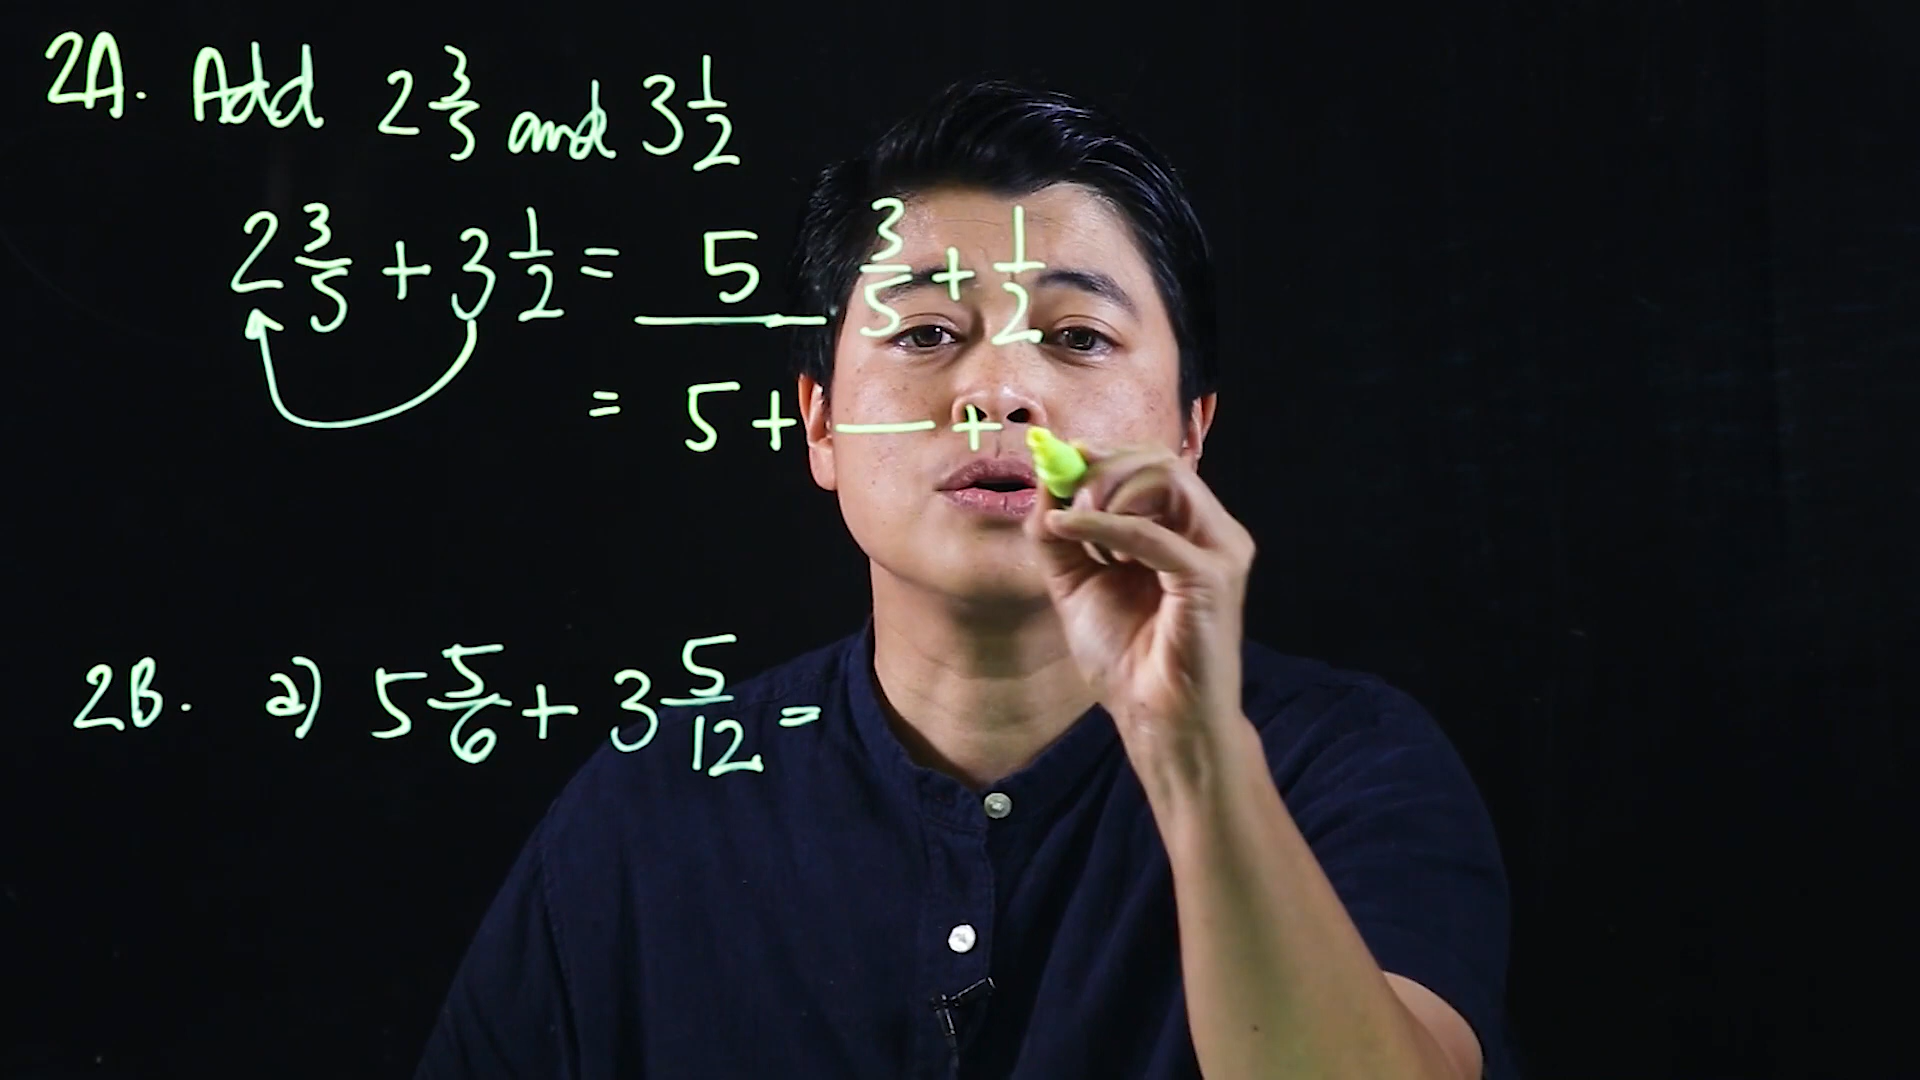 2A. Add 2 3/5 and 3 1/2
2 3/5 + 3 1/2 = 5 3/5 + 1/2
= 5 + — +
2B. a) 5 5/6 + 3 5/12 =